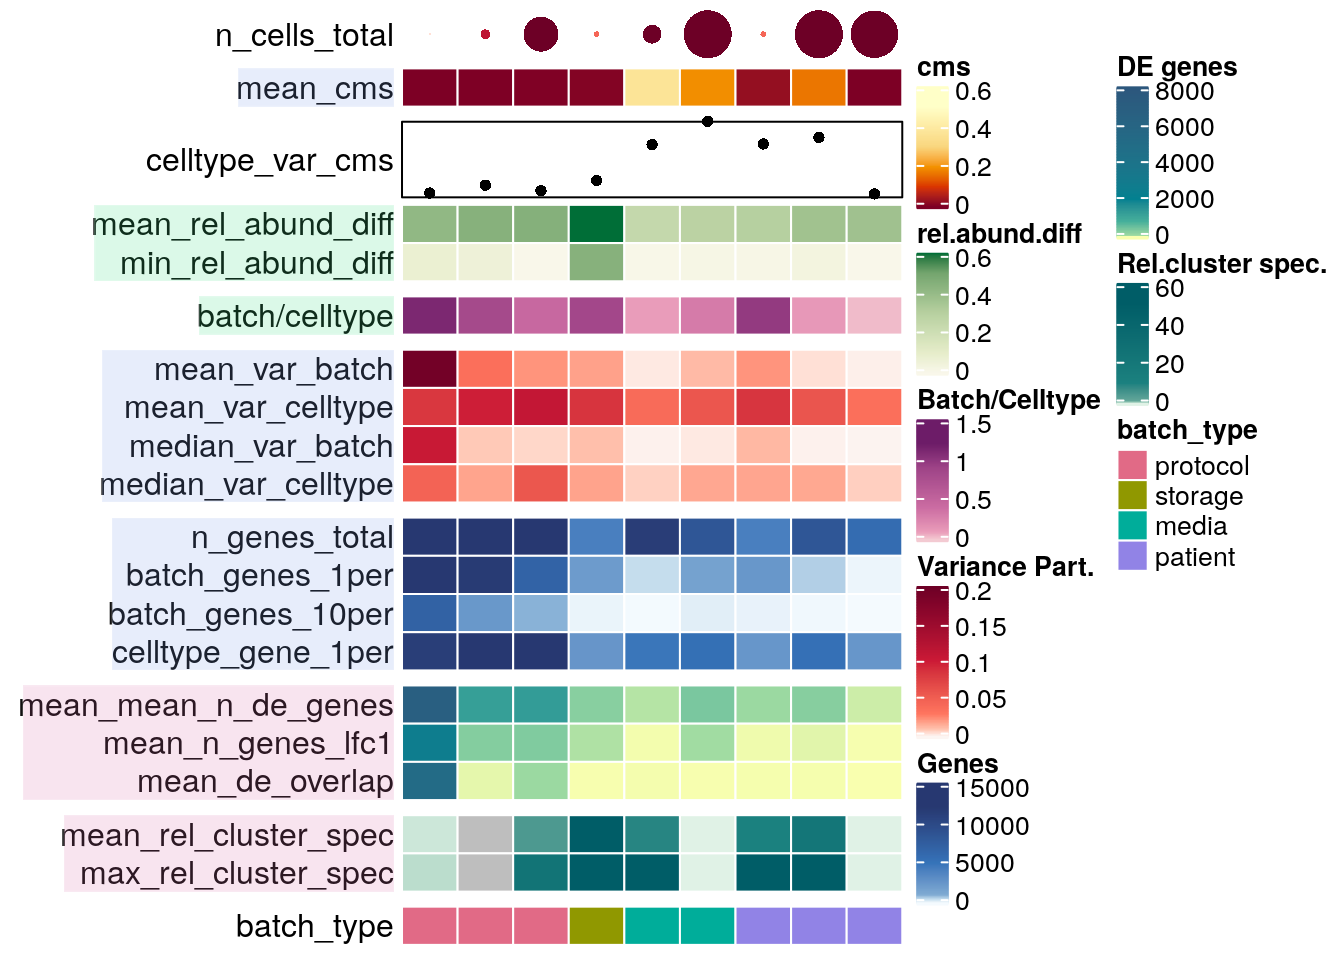 n_cells_total
mean_cms
celltype_var_cms
mean_rel_abund_diff
min_rel_abund_diff
batch/celltype
mean_var_batch
mean_var_celltype
median_var_batch
median_var_celltype
n_genes_total
batch_genes_1per
batch_genes_10per
celltype_gene_1per
mean_mean_n_de_genes
mean_n_genes_lfc1
mean_de_overlap
mean_rel_cluster_spec
max_rel_cluster_spec
batch_type
cms
0.6
0.4
0.2
0
rel.abund.diff
0.6
0.4
0.2
0
Batch/Celltype
1.5
1
0.5
0
Variance Part.
0.2
0.15
0.1
0.05
0
Genes
15000
10000
5000
0
DE genes
8000
6000
4000
2000
0
Rel.cluster spec.
60
40
20
0
batch_type
protocol
storage
media
patient